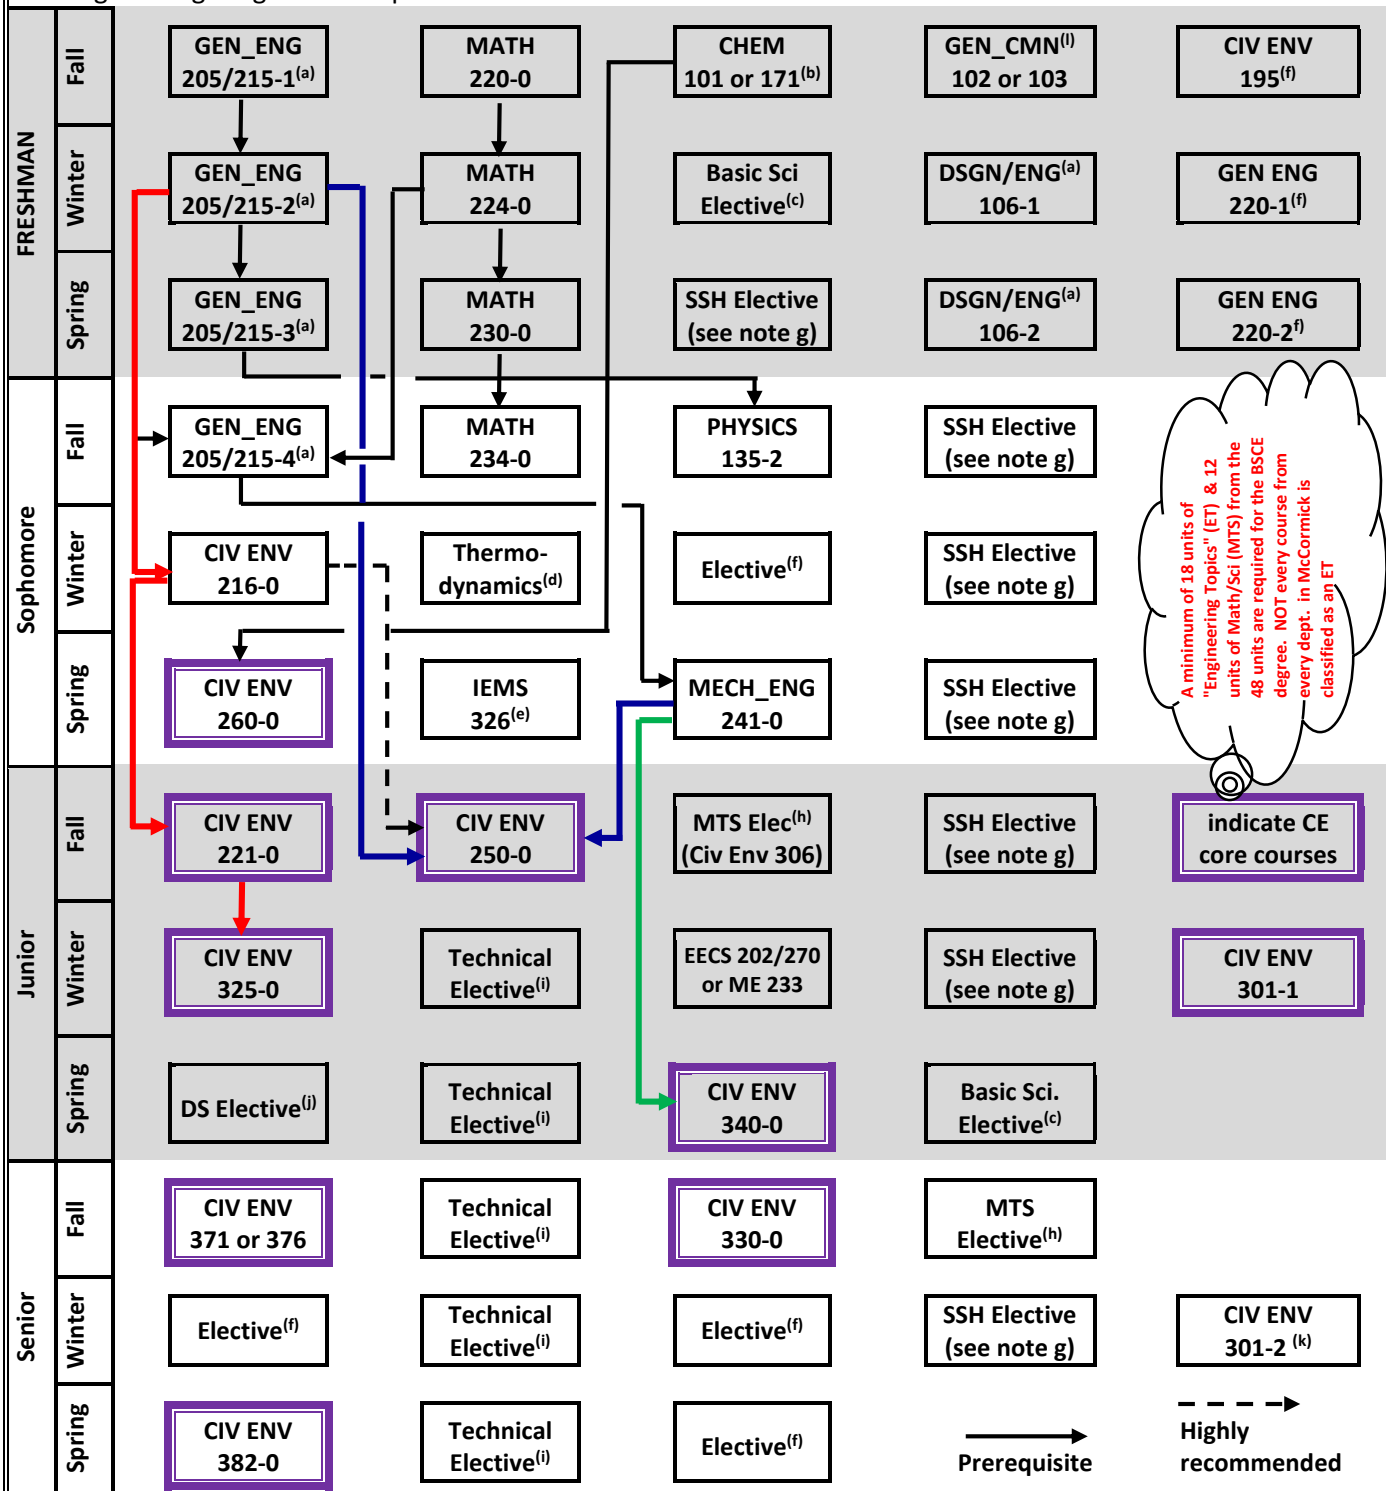 FRESHMAN
Fall
GEN_ENG
205/215-1(a)
MATH
220-0
CHEM
101 or 171(b)
GEN_CMN(l)
102 or 103
CIV ENV
195(f)
Winter
GEN_ENG
205/215-2(a)
MATH
224-0
Basic Sci
Elective(c)
DSGN/ENG(a)
106-1
GEN ENG
220-1(f)
Spring
GEN_ENG
205/215-3(a)
MATH
230-0
SSH Elective
(see note g)
DSGN/ENG(a)
106-2
GEN ENG
220-2f)
Sophomore
Fall
GEN_ENG
205/215-4(a)
MATH
234-0
PHYSICS
135-2
SSH Elective
(see note g)
A minimum of 18 units of
"Engineering Topics" (ET) & 12
units of Math/Sci (MTS) from the
48 units are required for the BSCE
degree. NOT every course from
every dept. in McCormick is
classified as an ET
Winter
CIV ENV
216-0
Thermo-
dynamics(d)
Elective(f)
SSH Elective
(see note g)
Spring
CIV ENV
260-0
IEMS
326(e)
MECH_ENG
241-0
SSH Elective
(see note g)
Junior
Fall
CIV ENV
221-0
CIV ENV
250-0
MTS Elec(h)
(Civ Env 306)
SSH Elective
(see note g)
indicate CE
core courses
Winter
CIV ENV
325-0
Technical
Elective(i)
EECS 202/270
or ME 233
SSH Elective
(see note g)
CIV ENV
301-1
Spring
DS Elective(j)
Technical
Elective(i)
CIV ENV
340-0
Basic Sci.
Elective(c)
Senior
Fall
CIV ENV
371 or 376
Technical
Elective(i)
CIV ENV
330-0
MTS
Elective(h)
Winter
Elective(f)
Technical
Elective(i)
Elective(f)
SSH Elective
(see note g)
CIV ENV
301-2 (k)
Spring
CIV ENV
382-0
Technical
Elective(i)
Elective(f)
Prerequisite
Highly
recommended